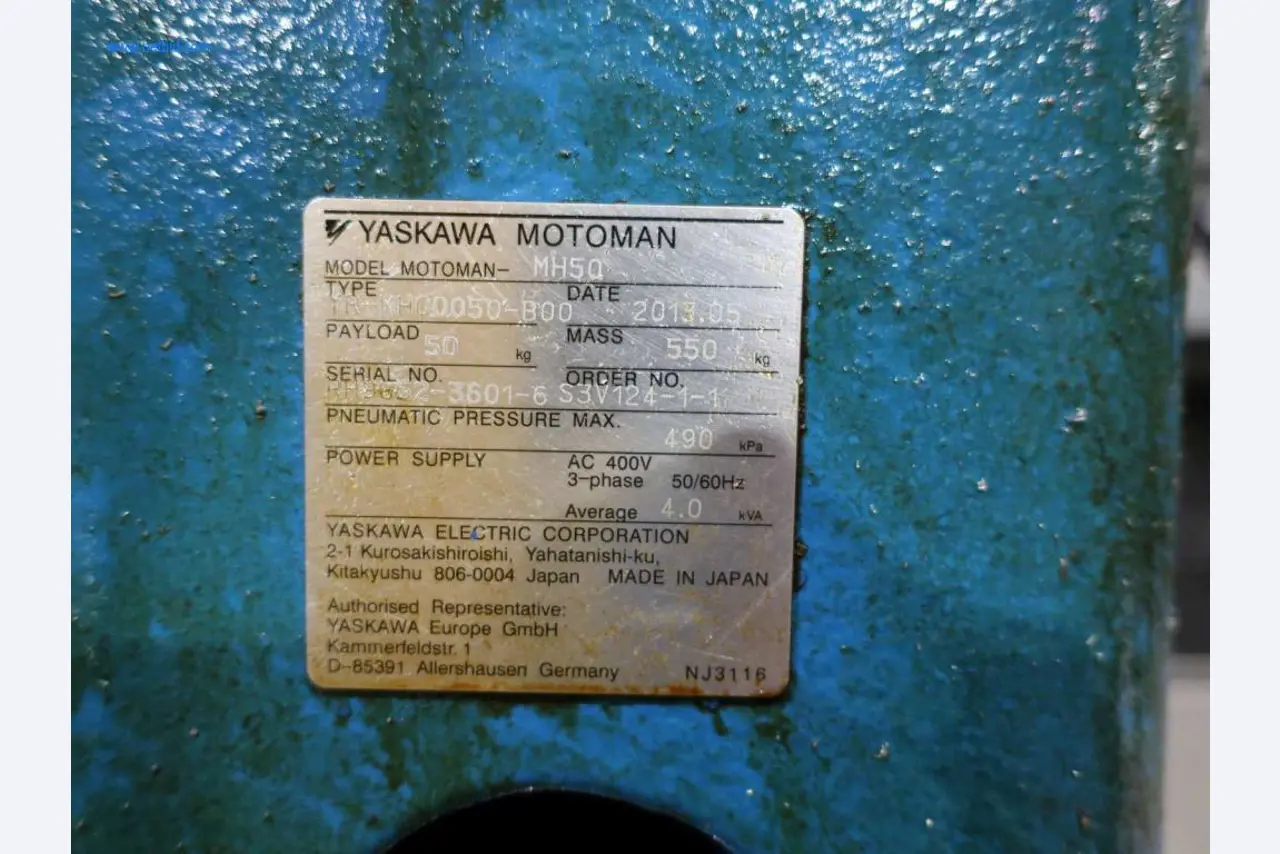 YASKAWA MOTOMAN
MODEL MOTOMAN- MH50
TYPE DATE
2013.05
PAYLOAD 50 kg MASS 550 kg
SERIAL NO. ORDER NO.
S3V124-1-1
PNEUMATIC PRESSURE MAX.
490 kPa
POWER SUPPLY AC 400V
3-phase 50/60Hz
Average 4.0 kVA
YASKAWA ELECTRIC CORPORATION
2-1 Kurosakishiroishi, Yahatanishi-ku,
Kitakyushu 806-0004 Japan MADE IN JAPAN
Authorised Representative:
YASKAWA Europe GmbH
Kammerfeldstr. 1
D-85391 Allershausen Germany NJ3116